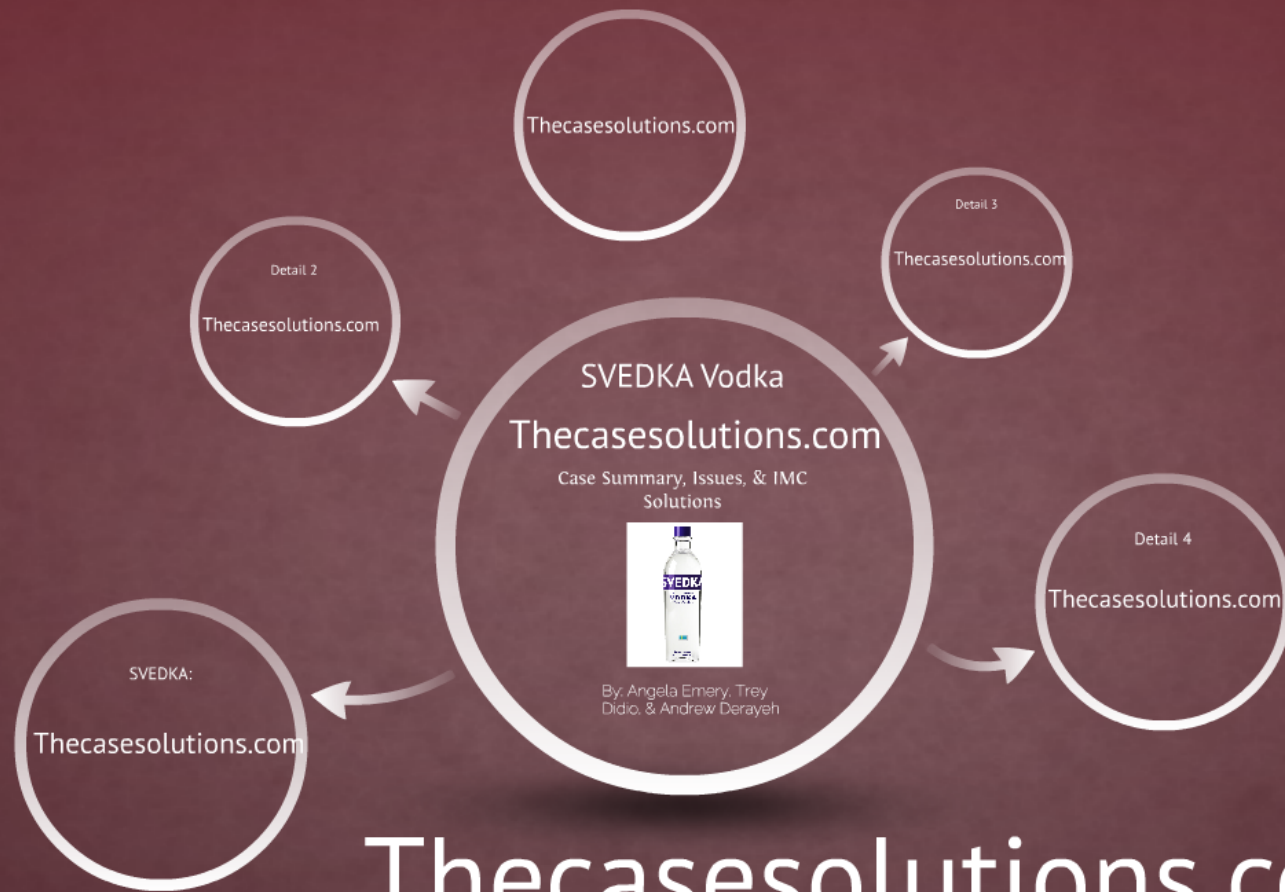 Thecasesolutions.com
Detail 3
Thecasesolutions.com
Detail 2
Thecasesolutions.com
SVEDKA Vodka
Thecasesolutions.com
Case Summary, Issues, & IMC
Solutions
SVEDKA
VODKA
By: Angela Emery, Trey
Didio, & Andrew Derayeh
Detail 4
Thecasesolutions.com
SVEDKA:
Thecasesolutions.com
Thecasesolutions.co